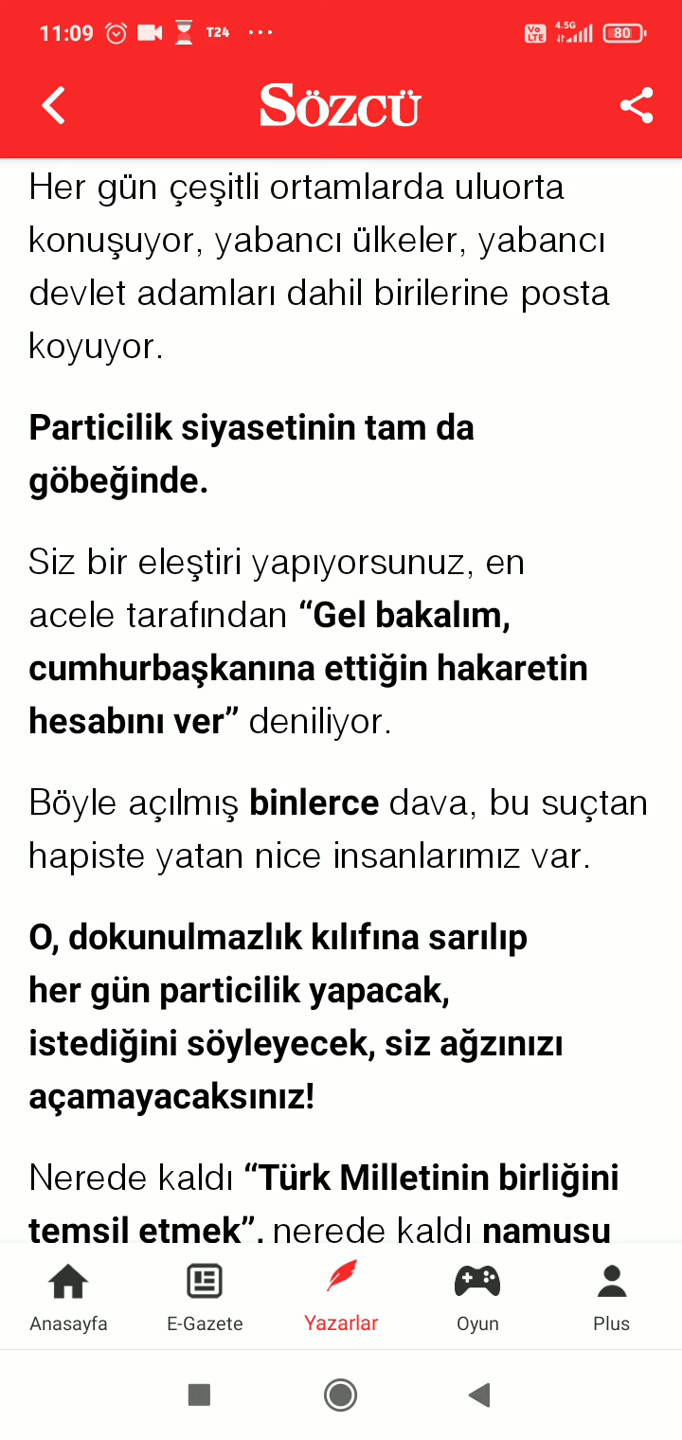 11:09 T24 ... Vo LTE 4.5G 80
SÖZCÜ
Her gün çeşitli ortamlarda uluorta
konuşuyor, yabancı ülkeler, yabancı
devlet adamları dahil birilerine posta
koyuyor.
Particilik siyasetinin tam da
göbeğinde.
Siz bir eleştiri yapıyorsunuz, en
acele tarafından “Gel bakalım,
cumhurbaşkanına ettiğin hakaretin
hesabını ver” deniliyor.
Böyle açılmış binlerce dava, bu suçtan
hapiste yatan nice insanlarımız var.
O, dokunulmazlık kılıfına sarılıp
her gün particilik yapacak,
istediğini söyleyecek, siz ağzınızı
açamayacaksınız!
Nerede kaldı “Türk Milletinin birliğini
temsil etmek”, nerede kaldı namusu
Anasayfa E-Gazete Yazarlar Oyun Plus